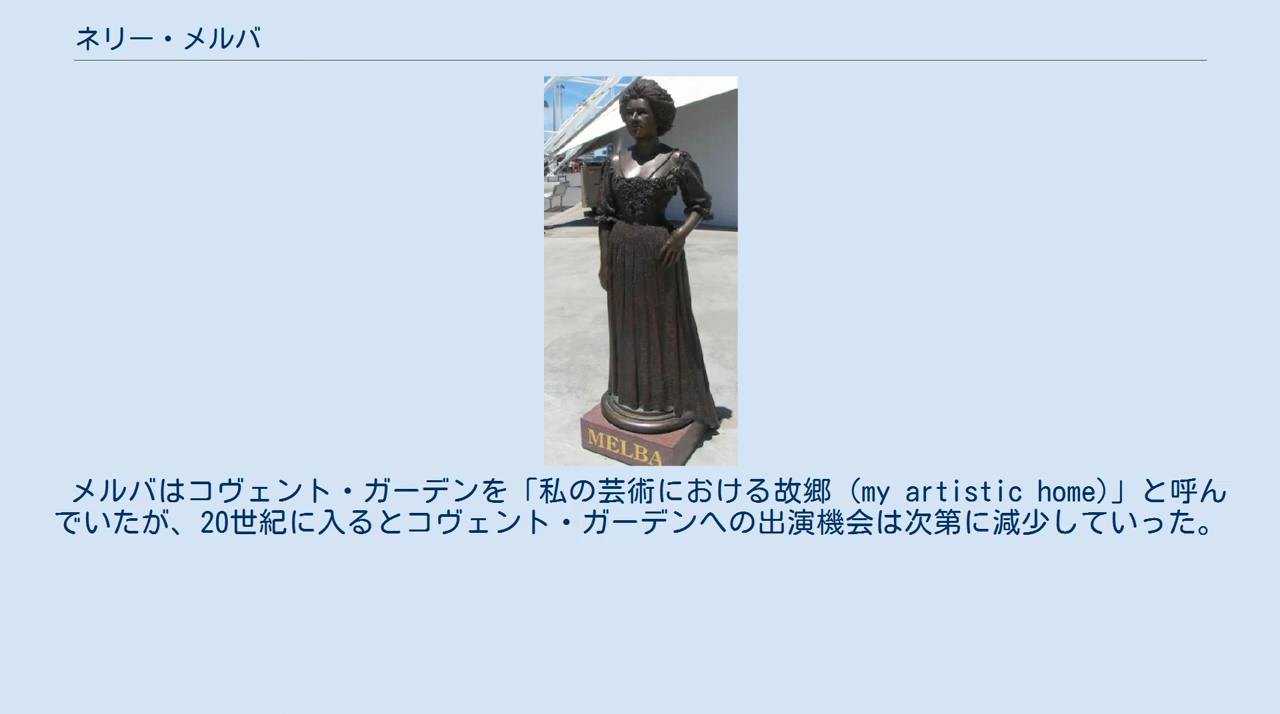 ネリー・メルバ
MELBA
メルバはコヴェント・ガーデンを「私の芸術における故郷（my artistic home)」と呼ん
でいたが、20世紀に入るとコヴェント・ガーデンへの出演機会は次第に減少していった。